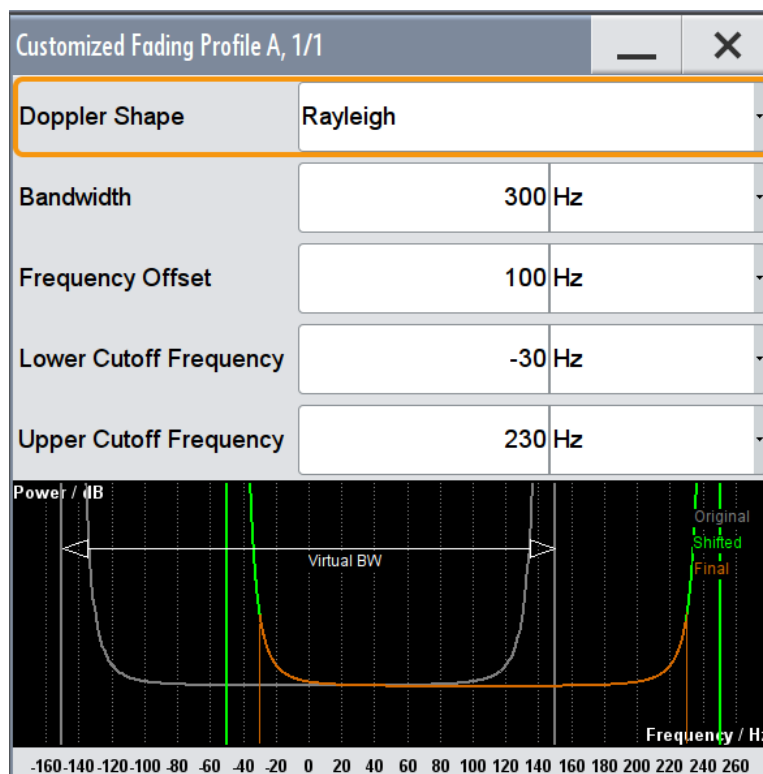 Customized Fading Profile A, 1/1
Doppler Shape Rayleigh
Bandwidth 300 Hz
Frequency Offset 100 Hz
Lower Cutoff Frequency -30 Hz
Upper Cutoff Frequency 230 Hz
Power / dB
Original
Shifted
Final
Virtual BW
Frequency / Hz
-160 -140 -120 -100 -80 -60 -40 -20 0 20 40 60 80 100 120 140 160 180 200 220 240 260